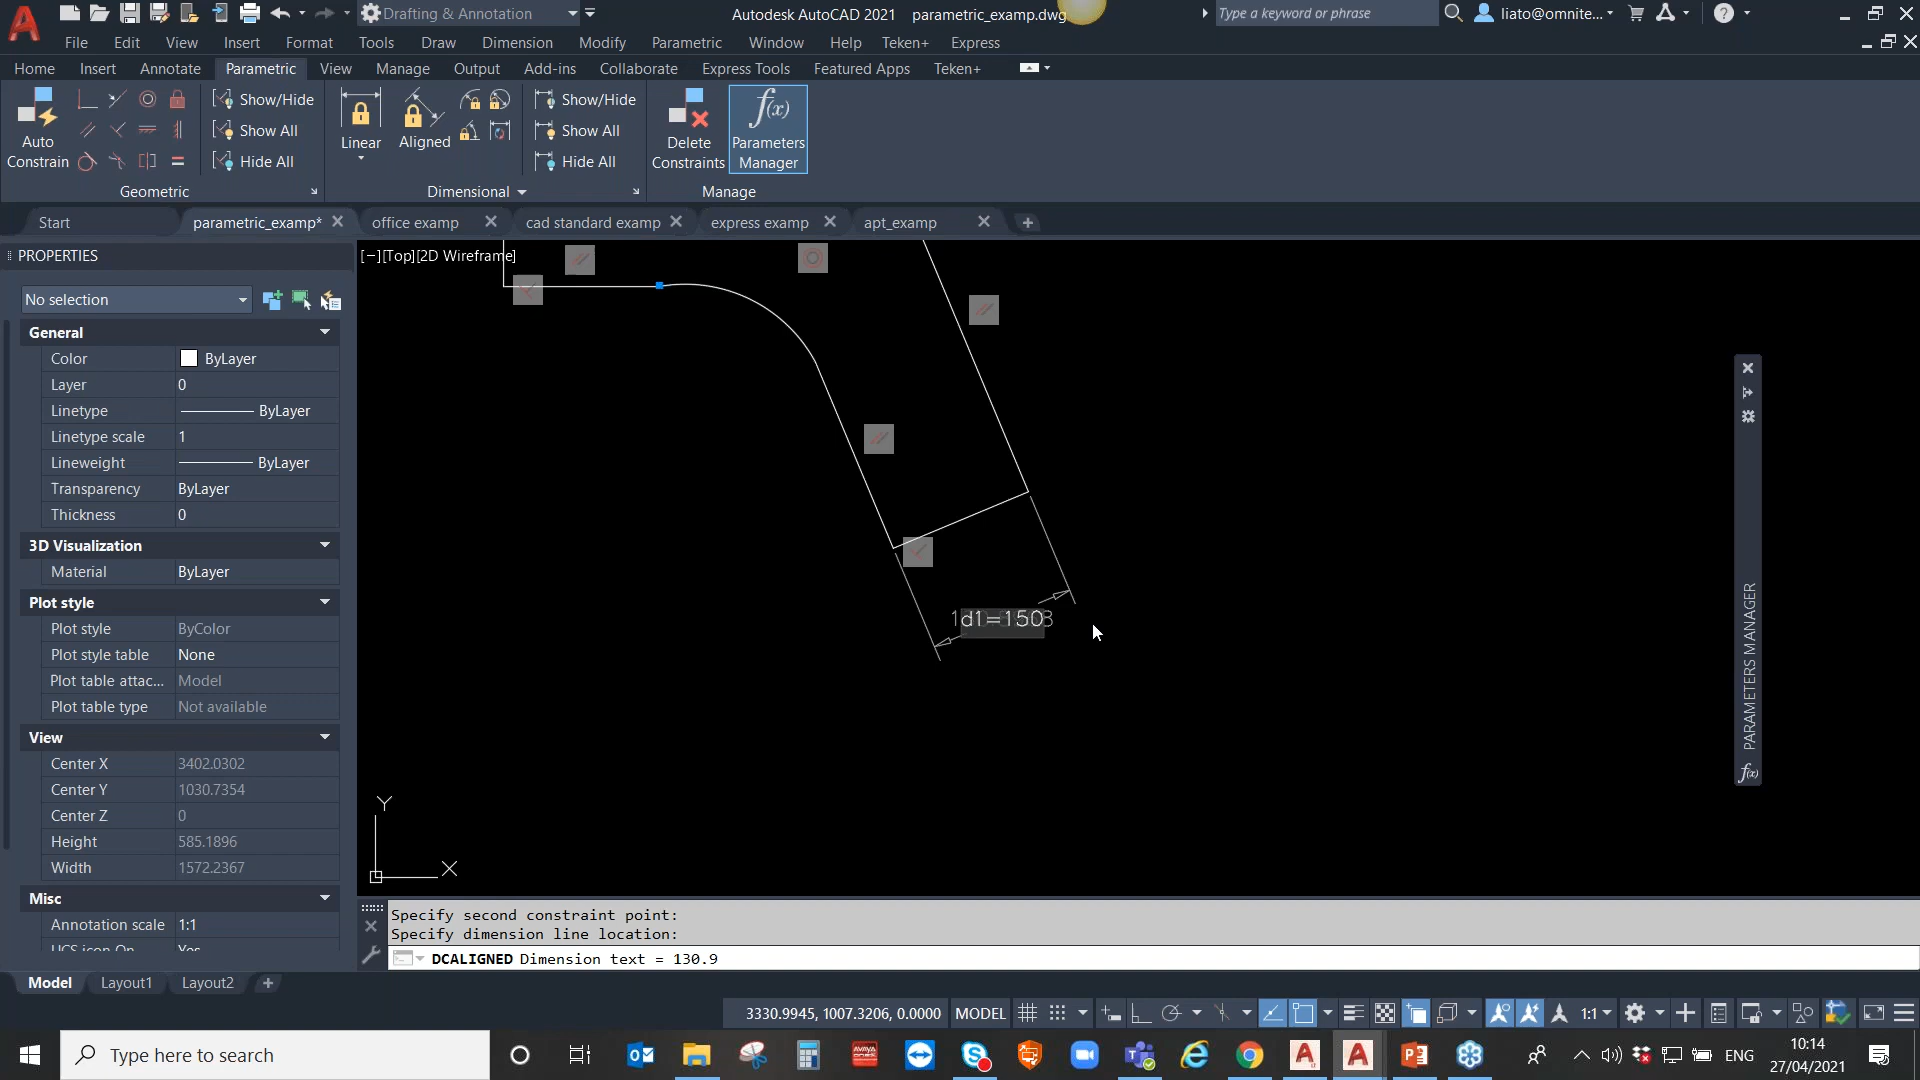 Drafting & Annotation
Autodesk AutoCAD 2021 parametric_examp.dwg
Type a keyword or phrase
liato@omnite...
File Edit View Insert Format Tools Draw Dimension Modify Parametric Window Help Teken+ Express
Home Insert Annotate Parametric View Manage Output Add-ins Collaborate Express Tools Featured Apps Teken+
Auto
Constrain
Show/Hide
Show All
Hide All
Geometric
Linear
Aligned
Show/Hide
Show All
Hide All
Dimensional
Delete
Constraints
f(x)
Parameters
Manager
Manage
Start parametric_examp* office examp cad standard examp express examp apt_examp
PROPERTIES
No selection
General
Color ByLayer
Layer 0
Linetype ByLayer
Linetype scale 1
Lineweight ByLayer
Transparency ByLayer
Thickness 0
3D Visualization
Material ByLayer
Plot style
Plot style ByColor
Plot style table None
Plot table attac... Model
Plot table type Not available
View
Center X 3402.0302
Center Y 1030.7354
Center Z 0
Height 585.1896
Width 1572.2367
Misc
Annotation scale 1:1
UCS icon On Yes
[−][Top][2D Wireframe]
d1=150
Y
X
PARAMETERS MANAGER
f(x)
Specify second constraint point:
Specify dimension line location:
DCALIGNED Dimension text = 130.9
Model Layout1 Layout2
3330.9945, 1007.3206, 0.0000 MODEL 1:1
Type here to search
ENG
10:14
27/04/2021